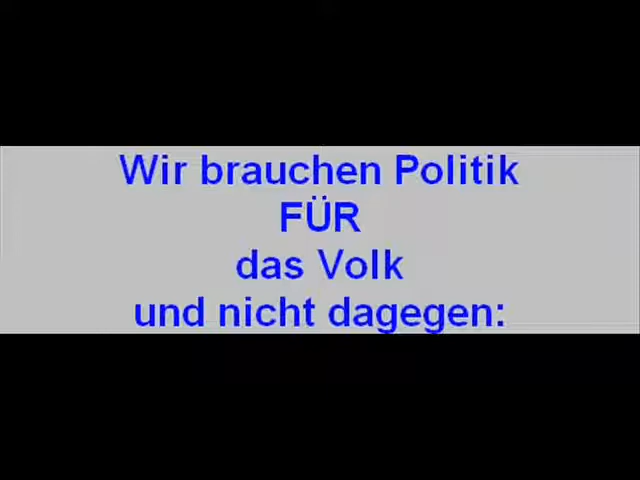 Wir brauchen Politik
FÜR
das Volk
und nicht dagegen: